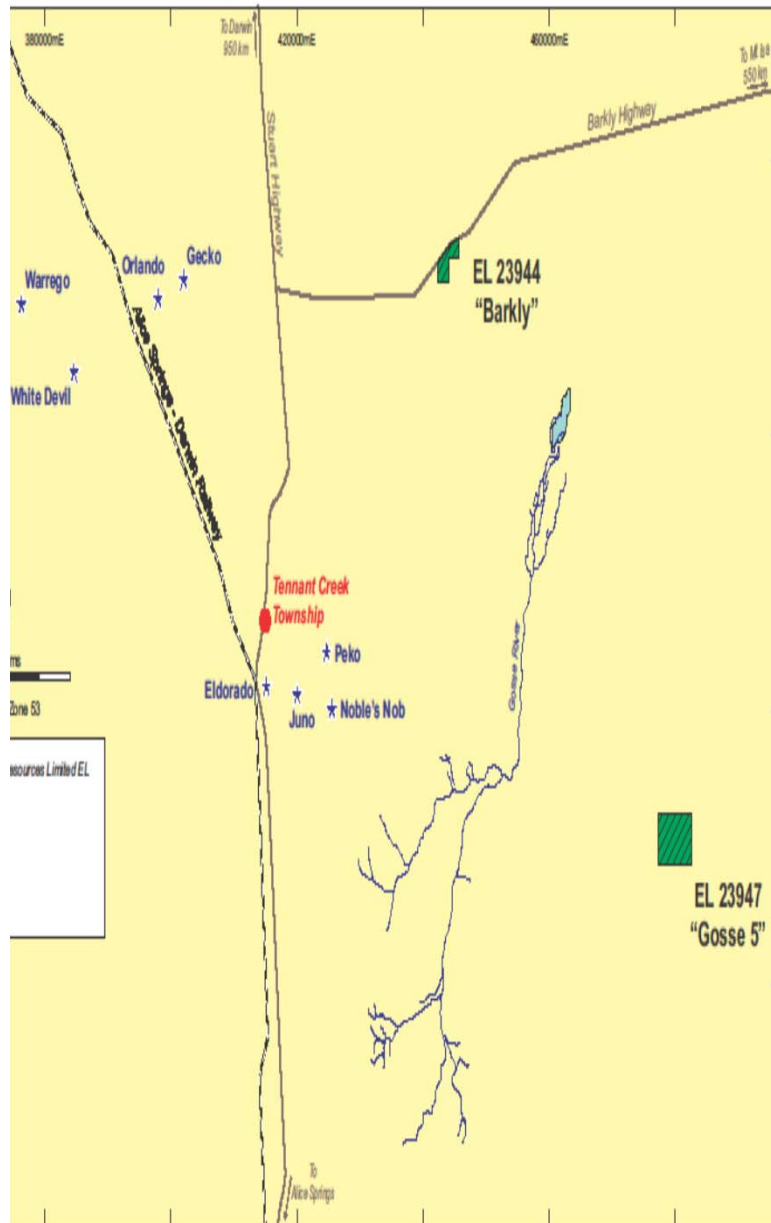 380000mE
To Darwin
950 km
420000mE
460000mE
To Mt Isa
550 km
Stuart Highway
Barkly Highway
Gecko
Orlando
Warrego
EL 23944
"Barkly"
Alice Springs - Darwin Railway
White Devil
Tennant Creek
Township
Gosse River
Peko
Eldorado
Juno
Noble's Nob
Zone 53
esources Limited EL
EL 23947
"Gosse 5"
To
Alice Springs